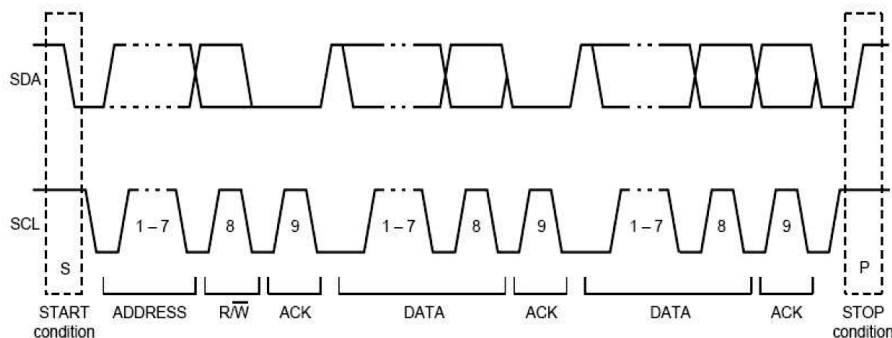 SDA
SCL
1 – 7 8 9 1 – 7 8 9 1 – 7 8 9
S P
START condition ADDRESS R/W̅ ACK DATA ACK DATA ACK STOP condition